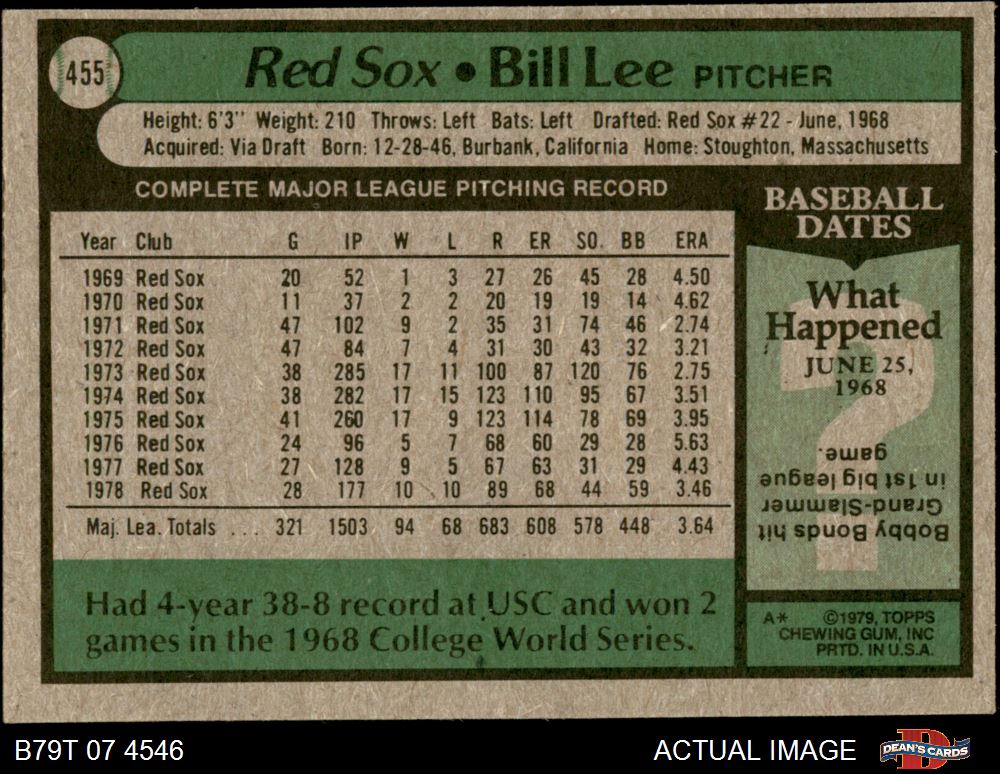 455
Red Sox • Bill Lee PITCHER
Height: 6'3" Weight: 210 Throws: Left Bats: Left Drafted: Red Sox #22 - June, 1968
Acquired: Via Draft Born: 12-28-46, Burbank, California Home: Stoughton, Massachusetts
COMPLETE MAJOR LEAGUE PITCHING RECORD
Year Club G IP W L R ER SO BB ERA
1969 Red Sox 20 52 1 3 27 26 45 28 4.50
1970 Red Sox 11 37 2 2 20 19 19 14 4.62
1971 Red Sox 47 102 9 2 35 31 74 46 2.74
1972 Red Sox 47 84 7 4 31 30 43 32 3.21
1973 Red Sox 38 285 17 11 100 87 120 76 2.75
1974 Red Sox 38 282 17 15 123 110 95 67 3.51
1975 Red Sox 41 260 17 9 123 114 78 69 3.95
1976 Red Sox 24 96 5 7 68 60 29 28 5.63
1977 Red Sox 27 128 9 5 67 63 31 29 4.43
1978 Red Sox 28 177 10 10 89 68 44 59 3.46
Maj. Lea. Totals ... 321 1503 94 68 683 608 578 448 3.64
Had 4-year 38-8 record at USC and won 2
games in the 1968 College World Series.
BASEBALL
DATES
What
Happened
JUNE 25,
1968
?
Bobby Bonds hit
Grand-Slammer
in 1st big league
game.
A* ©1979, TOPPS
CHEWING GUM, INC
PRTD. IN U.S.A.
B79T 07 4546
ACTUAL IMAGE
DEAN'S CARDS